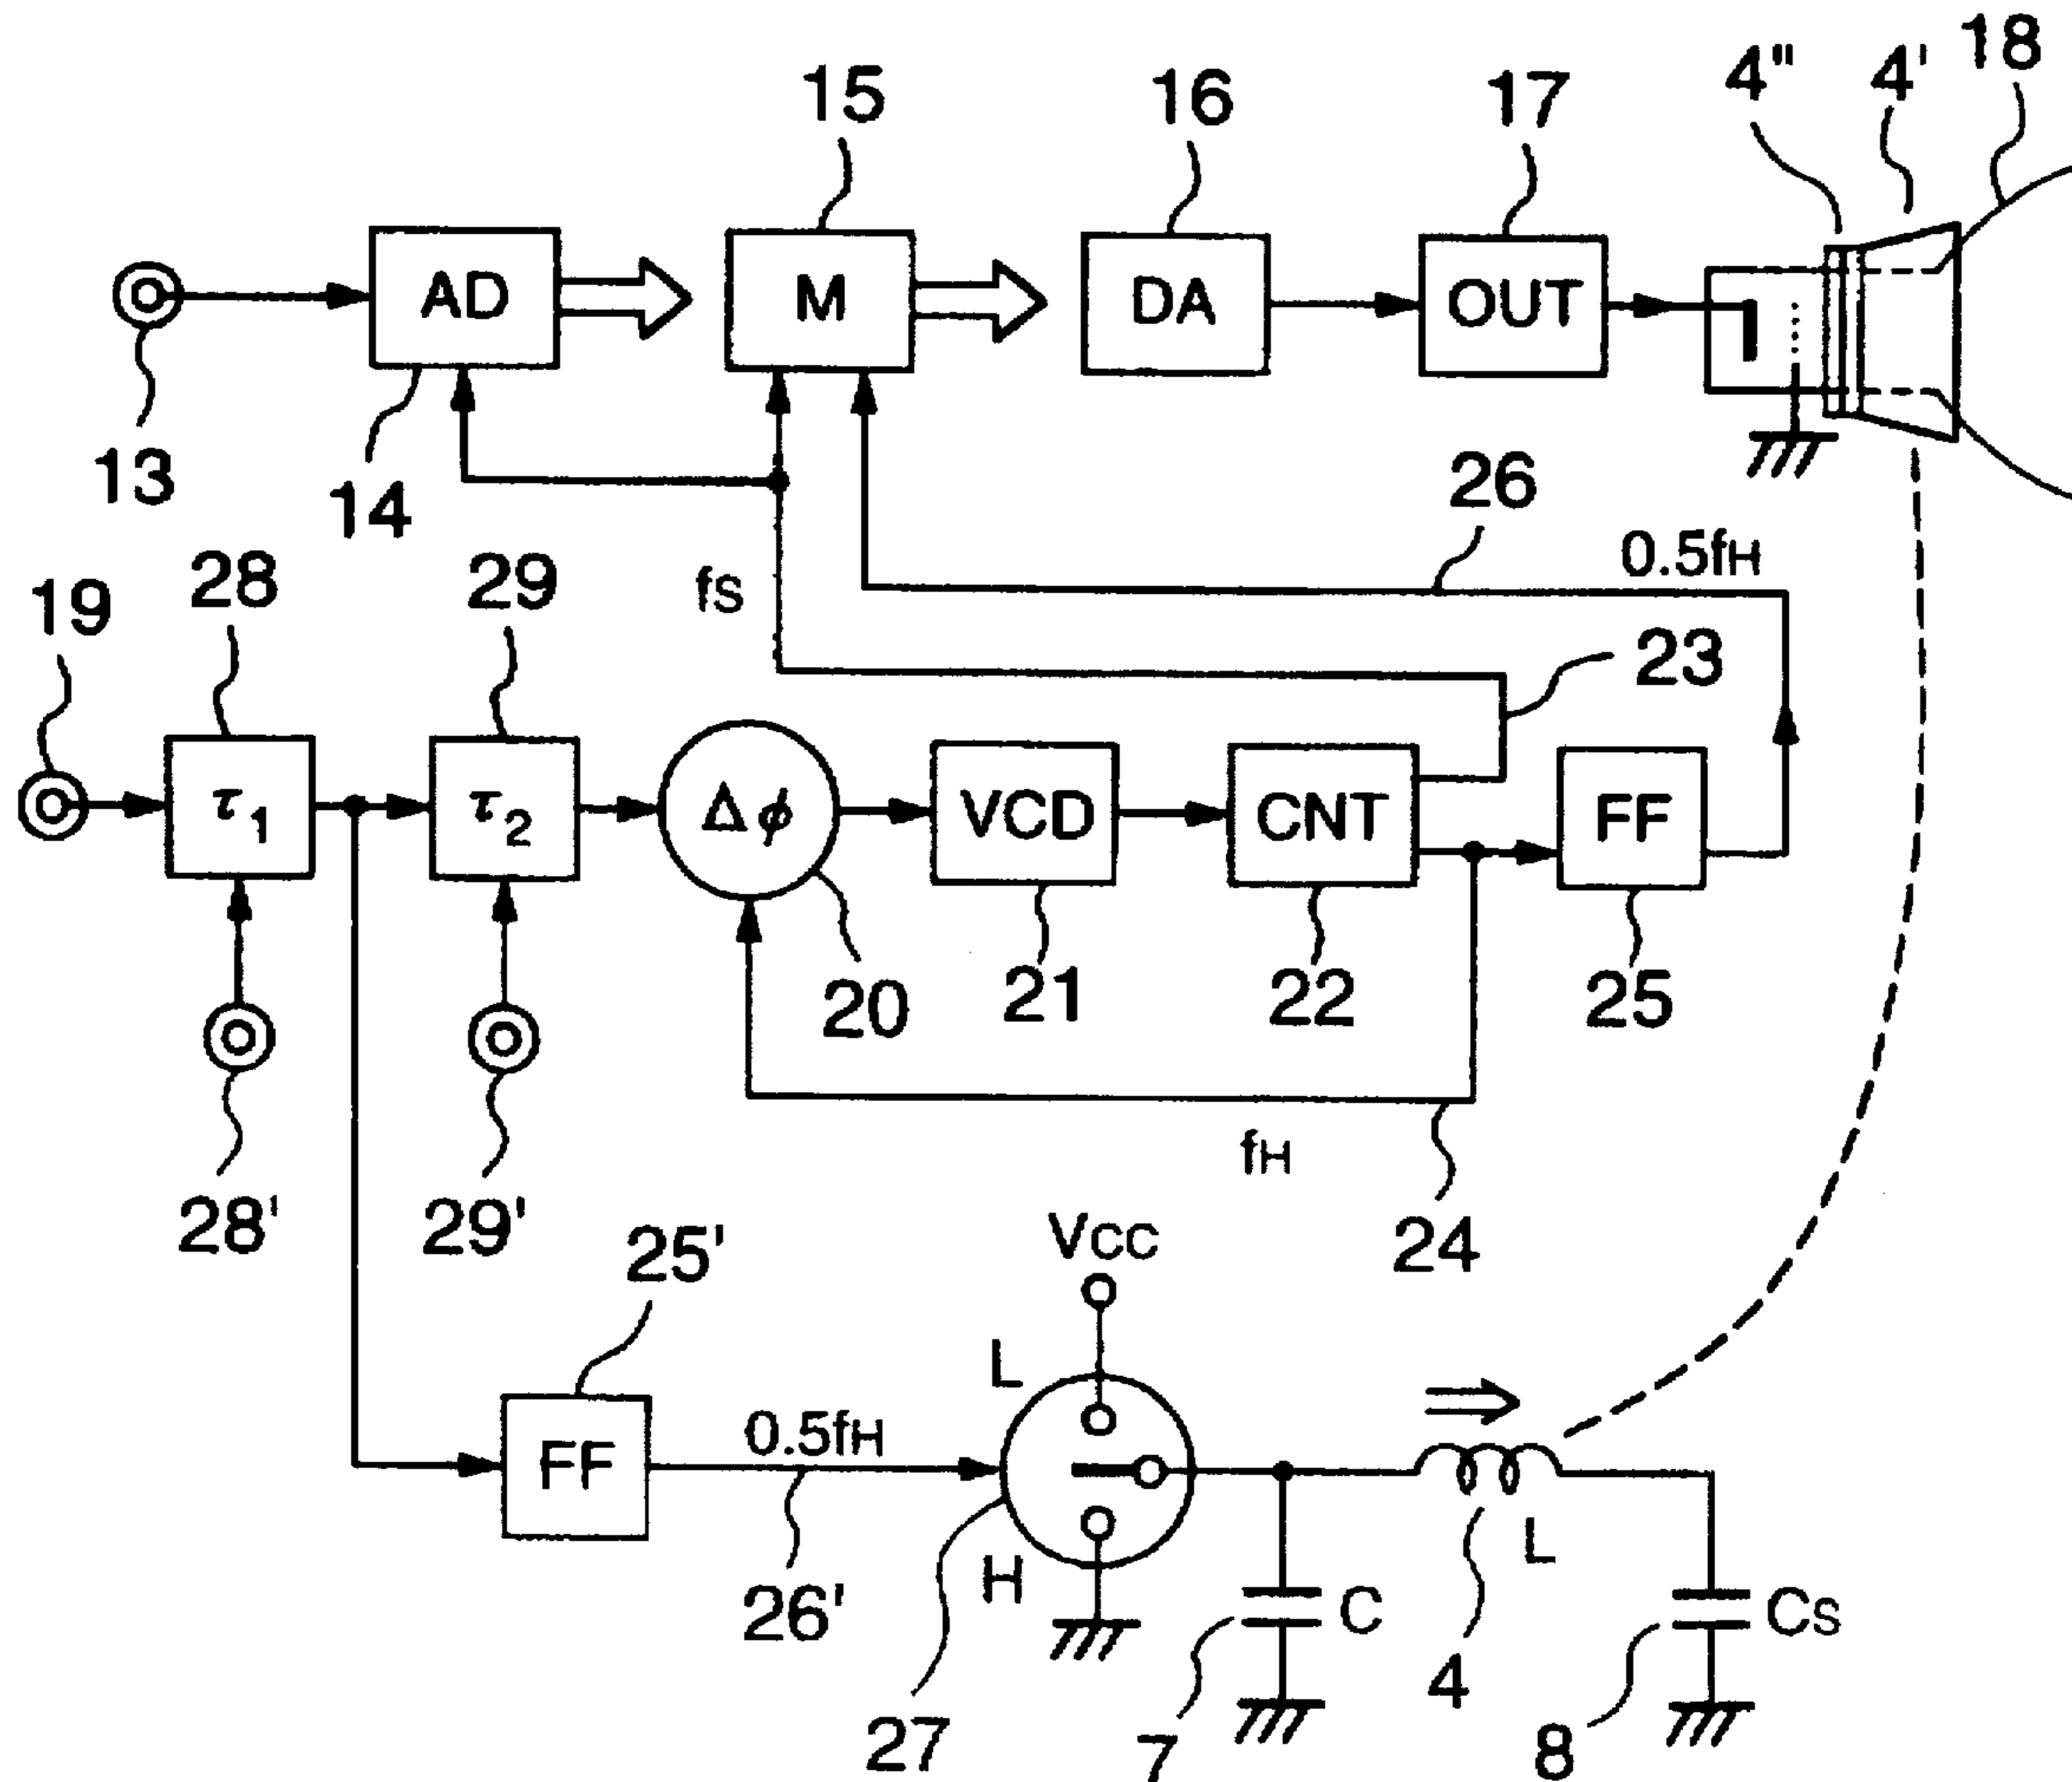 15 16 17 4" 4' 18
AD M DA OUT
13 14 26
0.5fH
19 28 29 fS 23
τ1 τ2 Δϕ VCD CNT FF
20 21 22 25
28' 29' fH 24
25' VCC
L
FF 0.5fH
H L C CS
26' 4
27 7 8